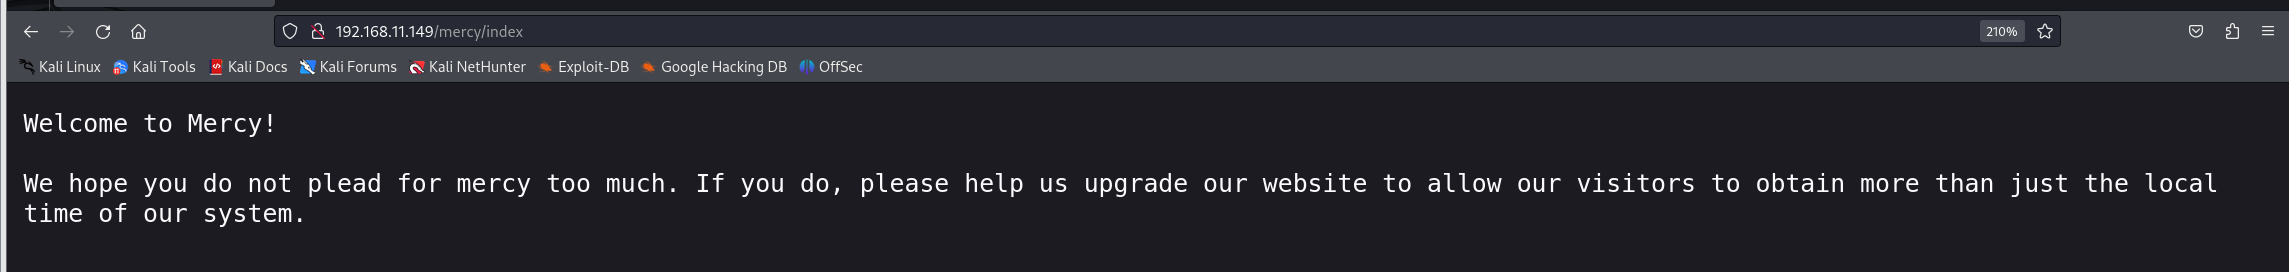 192.168.11.149/mercy/index
210%
Kali Linux Kali Tools Kali Docs Kali Forums Kali NetHunter Exploit-DB Google Hacking DB OffSec
Welcome to Mercy!
We hope you do not plead for mercy too much. If you do, please help us upgrade our website to allow our visitors to obtain more than just the local
time of our system.